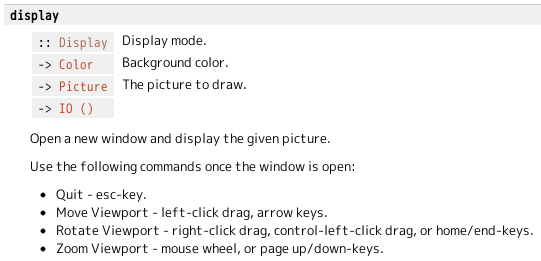 display
:: Display Display mode.
-> Color Background color.
-> Picture The picture to draw.
-> IO ()
Open a new window and display the given picture.
Use the following commands once the window is open:
• Quit - esc-key.
• Move Viewport - left-click drag, arrow keys.
• Rotate Viewport - right-click drag, control-left-click drag, or home/end-keys.
• Zoom Viewport - mouse wheel, or page up/down-keys.